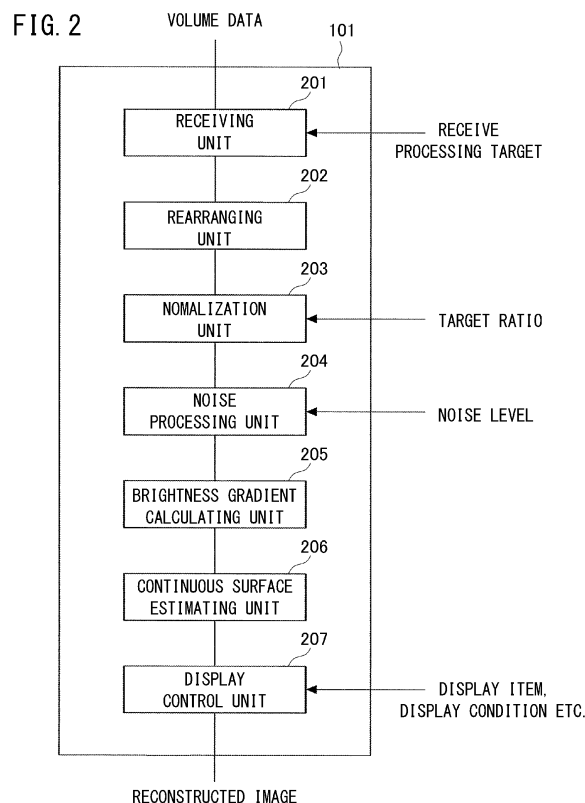 FIG. 2
VOLUME DATA
101
201
RECEIVING
UNIT
RECEIVE
PROCESSING TARGET
202
REARRANGING
UNIT
203
NOMALIZATION
UNIT
TARGET RATIO
204
NOISE
PROCESSING UNIT
NOISE LEVEL
205
BRIGHTNESS GRADIENT
CALCULATING UNIT
206
CONTINUOUS SURFACE
ESTIMATING UNIT
207
DISPLAY
CONTROL UNIT
DISPLAY ITEM,
DISPLAY CONDITION ETC.
RECONSTRUCTED IMAGE